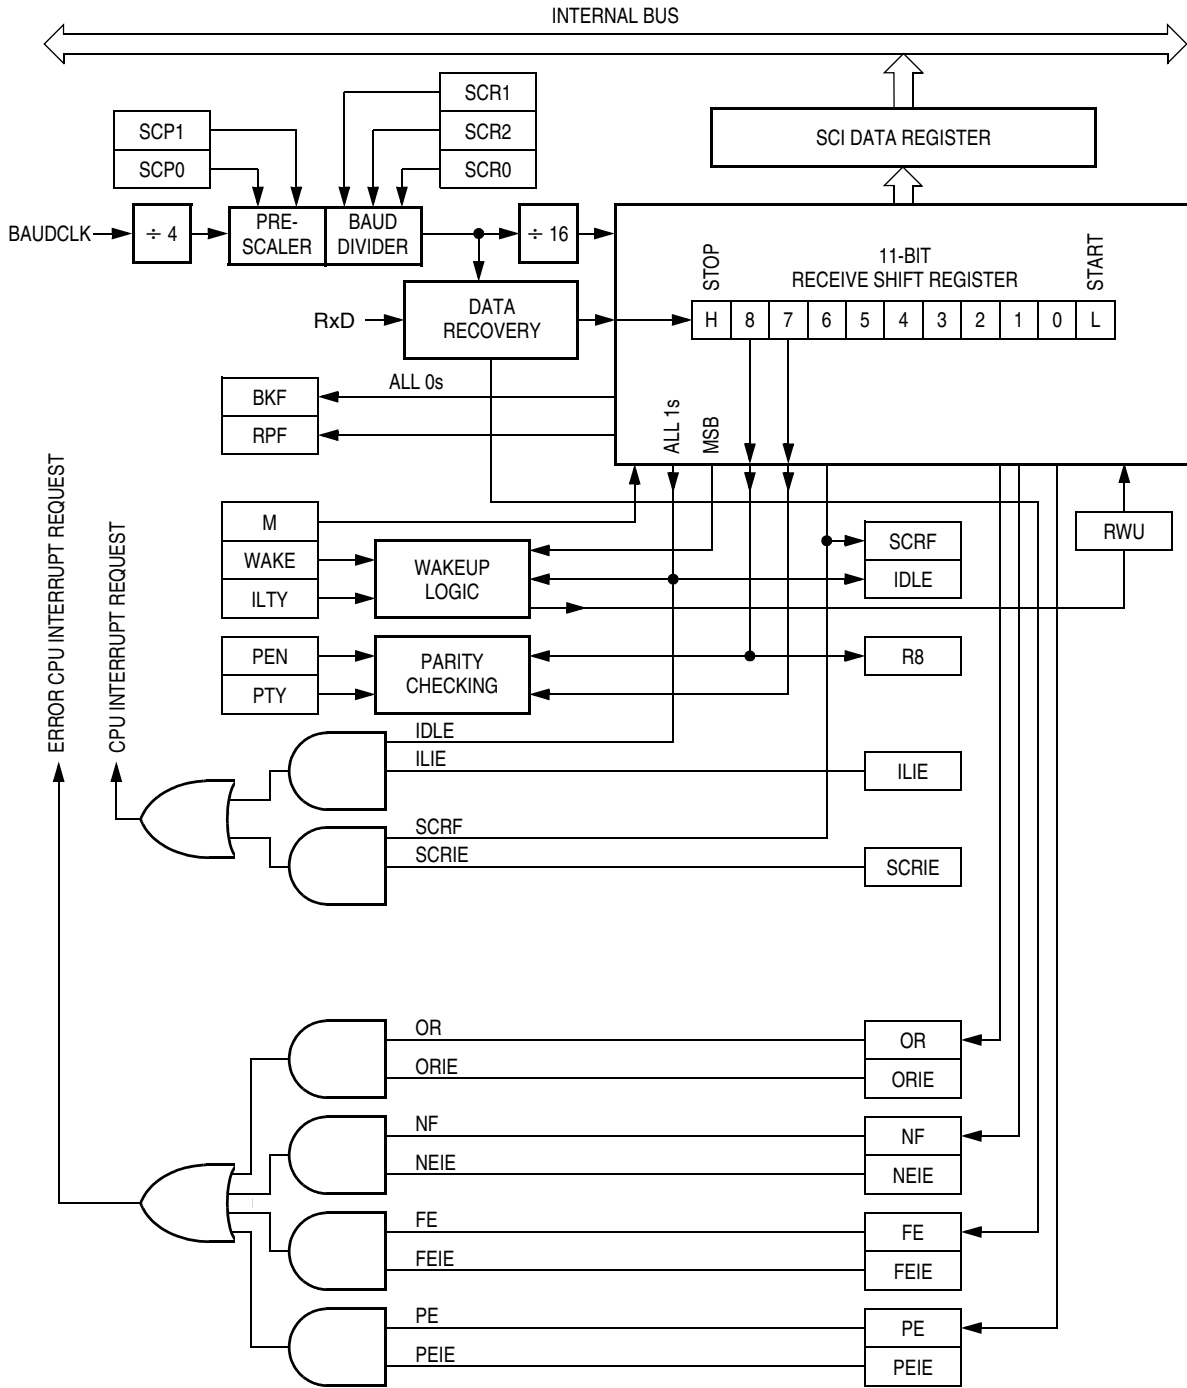 INTERNAL BUS
SCR1
SCP1
SCR2
SCI DATA REGISTER
SCP0
SCR0
BAUDCLK
÷ 4
PRE-
SCALER
BAUD
DIVIDER
÷ 16
STOP
11-BIT
RECEIVE SHIFT REGISTER
START
RxD
DATA
RECOVERY
H 8 7 6 5 4 3 2 1 0 L
BKF
ALL 0s
RPF
ALL 1s
MSB
ERROR CPU INTERRUPT REQUEST
CPU INTERRUPT REQUEST
M
WAKE
ILTY
WAKEUP
LOGIC
SCRF
IDLE
RWU
PEN
PTY
PARITY
CHECKING
R8
IDLE
ILIE
ILIE
SCRF
SCRIE
SCRIE
OR
OR
ORIE
ORIE
NF
NF
NEIE
NEIE
FE
FE
FEIE
FEIE
PE
PE
PEIE
PEIE